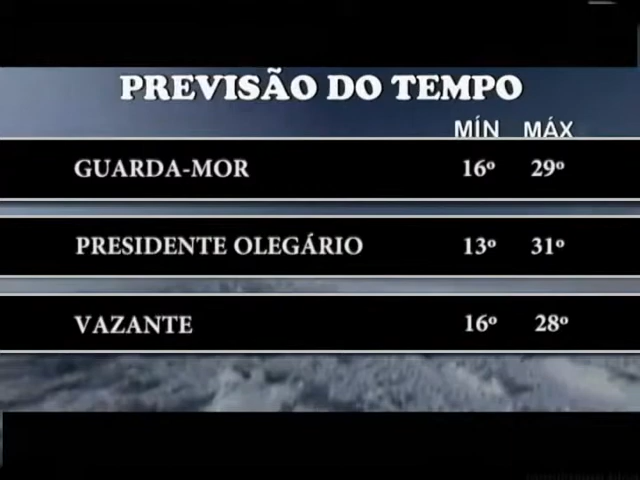 PREVISÃO DO TEMPO
MÍN MÁX
GUARDA-MOR 16º 29º
PRESIDENTE OLEGÁRIO 13º 31º
VAZANTE 16º 28º